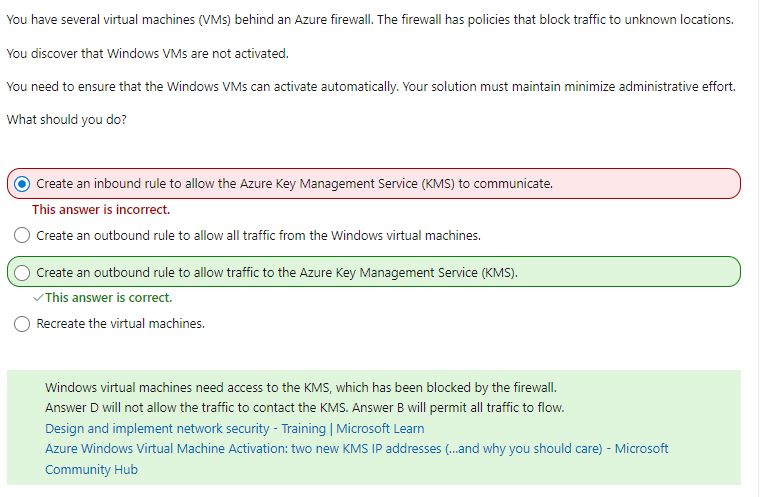 You have several virtual machines (VMs) behind an Azure firewall. The firewall has policies that block traffic to unknown locations.
You discover that Windows VMs are not activated.
You need to ensure that the Windows VMs can activate automatically. Your solution must maintain minimize administrative effort.
What should you do?
Create an inbound rule to allow the Azure Key Management Service (KMS) to communicate.
This answer is incorrect.
Create an outbound rule to allow all traffic from the Windows virtual machines.
Create an outbound rule to allow traffic to the Azure Key Management Service (KMS).
✓This answer is correct.
Recreate the virtual machines.
Windows virtual machines need access to the KMS, which has been blocked by the firewall.
Answer D will not allow the traffic to contact the KMS. Answer B will permit all traffic to flow.
Design and implement network security - Training | Microsoft Learn
Azure Windows Virtual Machine Activation: two new KMS IP addresses (...and why you should care) - Microsoft
Community Hub